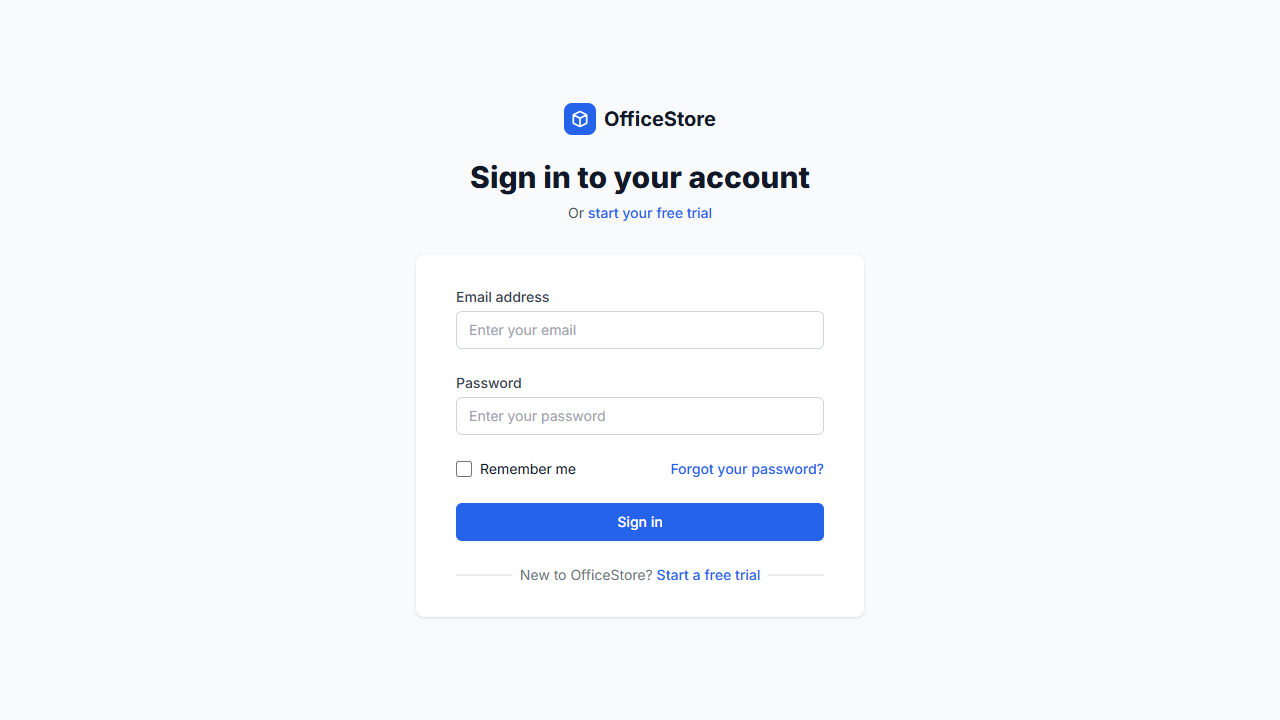 OfficeStore
Sign in to your account
Or start your free trial
Email address
Enter your email
Password
Enter your password
Remember me
Forgot your password?
Sign in
New to OfficeStore? Start a free trial